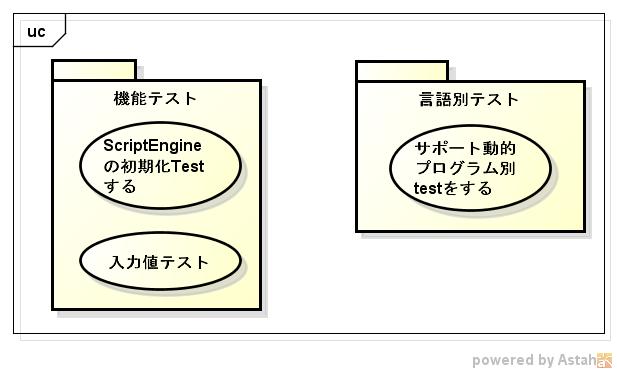 uc
機能テスト
ScriptEngine
の初期化Test
する
入力値テスト
言語別テスト
サポート動的
プログラム別
testをする
powered by Astah